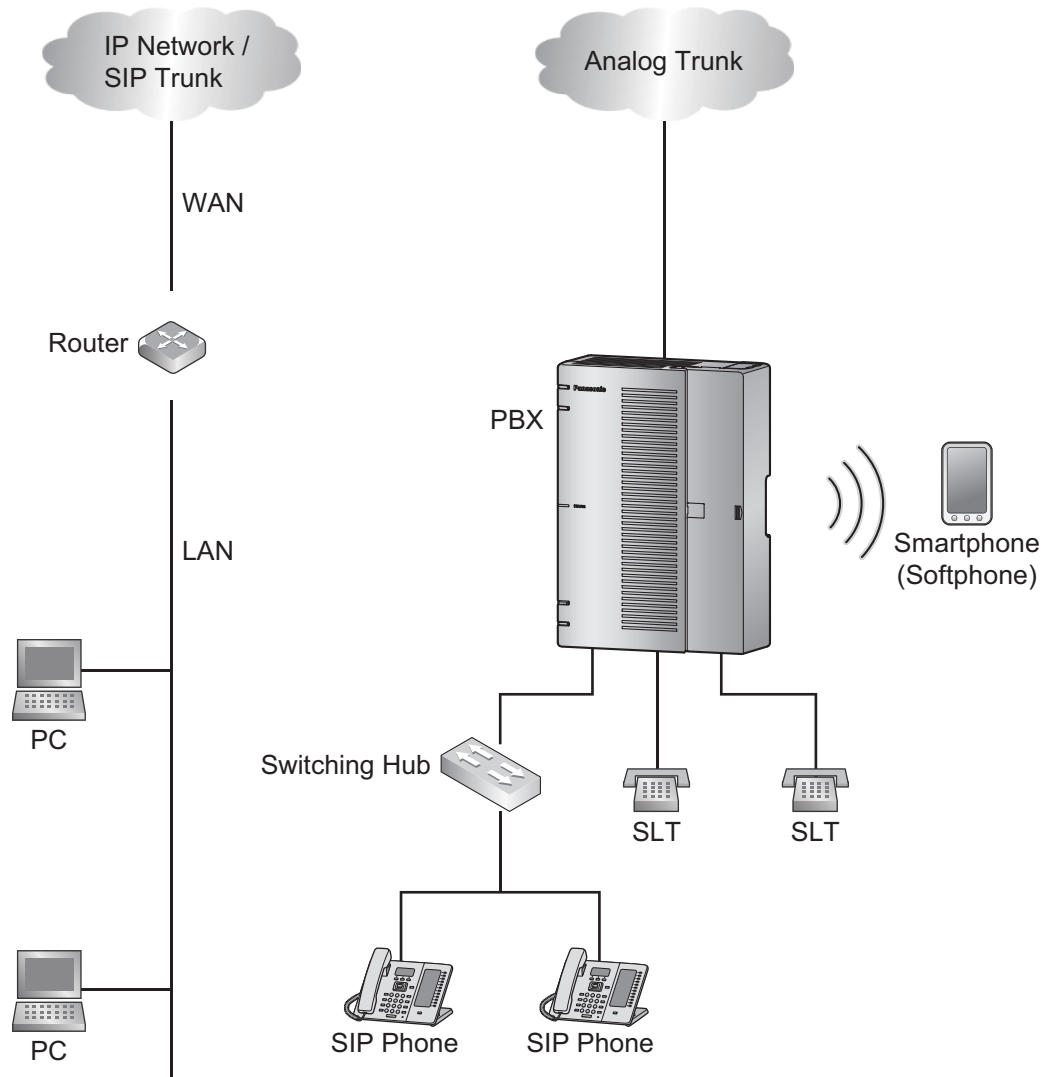 IP Network /
SIP Trunk
Analog Trunk
WAN
Router
Panasonic
PBX
LAN
Smartphone
(Softphone)
PC
Switching Hub
SLT
SLT
SIP Phone
SIP Phone
PC